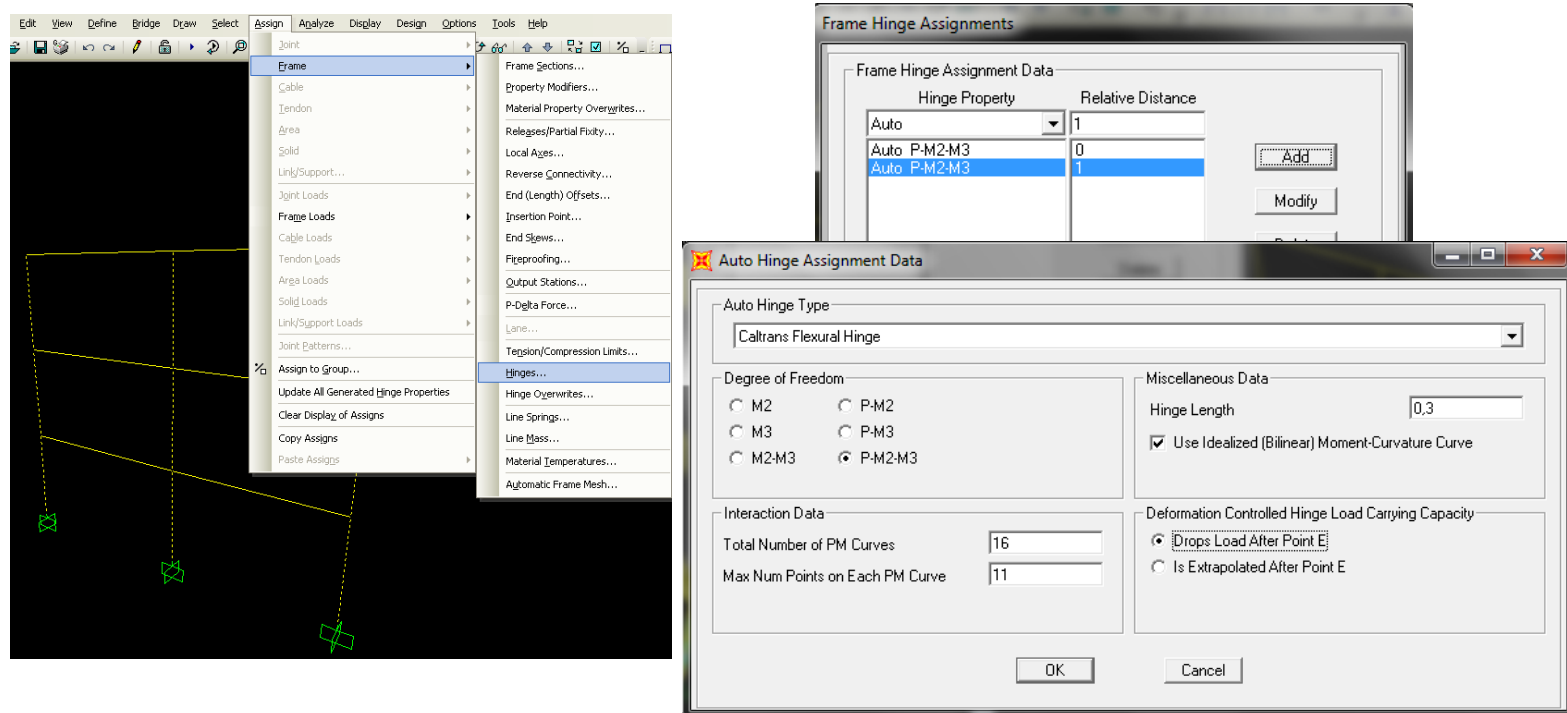 Edit View Define Bridge Draw Select Assign Analyze Display Design Options Tools Help
Joint
Frame
Cable
Tendon
Area
Solid
Link/Support...
Joint Loads
Frame Loads
Cable Loads
Tendon Loads
Area Loads
Solid Loads
Link/Support Loads
Joint Patterns...
Assign to Group...
Update All Generated Hinge Properties
Clear Display of Assigns
Copy Assigns
Paste Assigns
Frame Sections...
Property Modifiers...
Material Property Overwrites...
Releases/Partial Fixity...
Local Axes...
Reverse Connectivity...
End (Length) Offsets...
Insertion Point...
End Skews...
Fireproofing...
Output Stations...
P-Delta Force...
Lane...
Tension/Compression Limits...
Hinges...
Hinge Overwrites...
Line Springs...
Line Mass...
Material Temperatures...
Automatic Frame Mesh...
Frame Hinge Assignments
Frame Hinge Assignment Data
Hinge Property Relative Distance
Auto 1
Auto P-M2-M3 0
Auto P-M2-M3 1
Add
Modify
Auto Hinge Assignment Data
Auto Hinge Type
Caltrans Flexural Hinge
Degree of Freedom
M2 P-M2
M3 P-M3
M2-M3 P-M2-M3
Miscellaneous Data
Hinge Length 0,3
Use Idealized (Bilinear) Moment-Curvature Curve
Interaction Data
Total Number of PM Curves 16
Max Num Points on Each PM Curve 11
Deformation Controlled Hinge Load Carrying Capacity
Drops Load After Point E
Is Extrapolated After Point E
OK Cancel